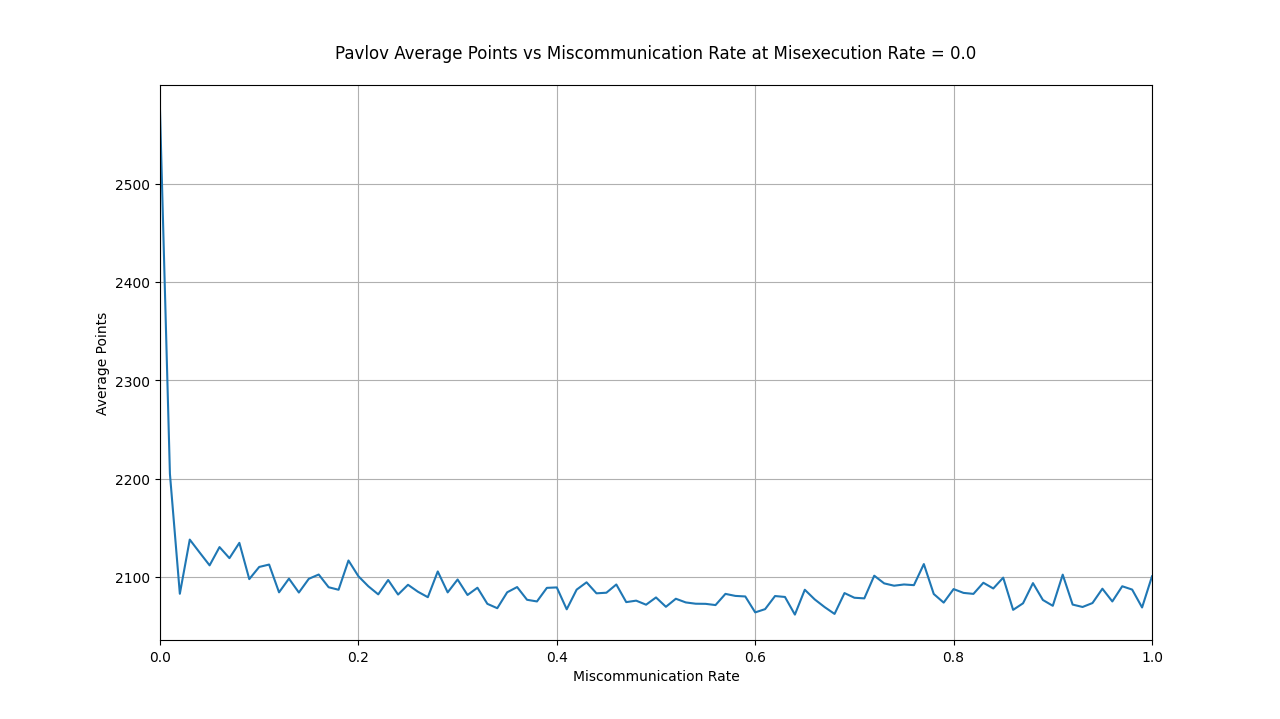 Pavlov Average Points vs Miscommunication Rate at Misexecution Rate = 0.0
2500
2400
2300
2200
2100
Average Points
0.0 0.2 0.4 0.6 0.8 1.0
Miscommunication Rate